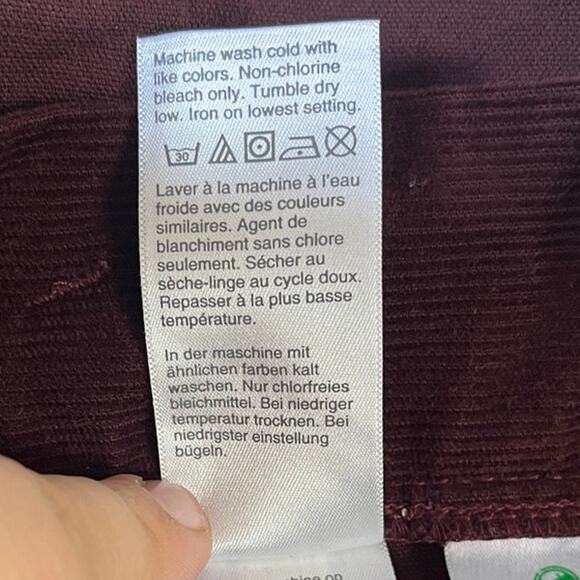 Machine wash cold with
like colors. Non-chlorine
bleach only. Tumble dry
low. Iron on lowest setting.
30
Laver à la machine à l'eau
froide avec des couleurs
similaires. Agent de
blanchiment sans chlore
seulement. Sécher au
sèche-linge au cycle doux.
Repasser à la plus basse
température.
In der maschine mit
ähnlichen farben kalt
waschen. Nur chlorfreies
bleichmittel. Bei niedriger
temperatur trocknen. Bei
niedrigster einstellung
bügeln.